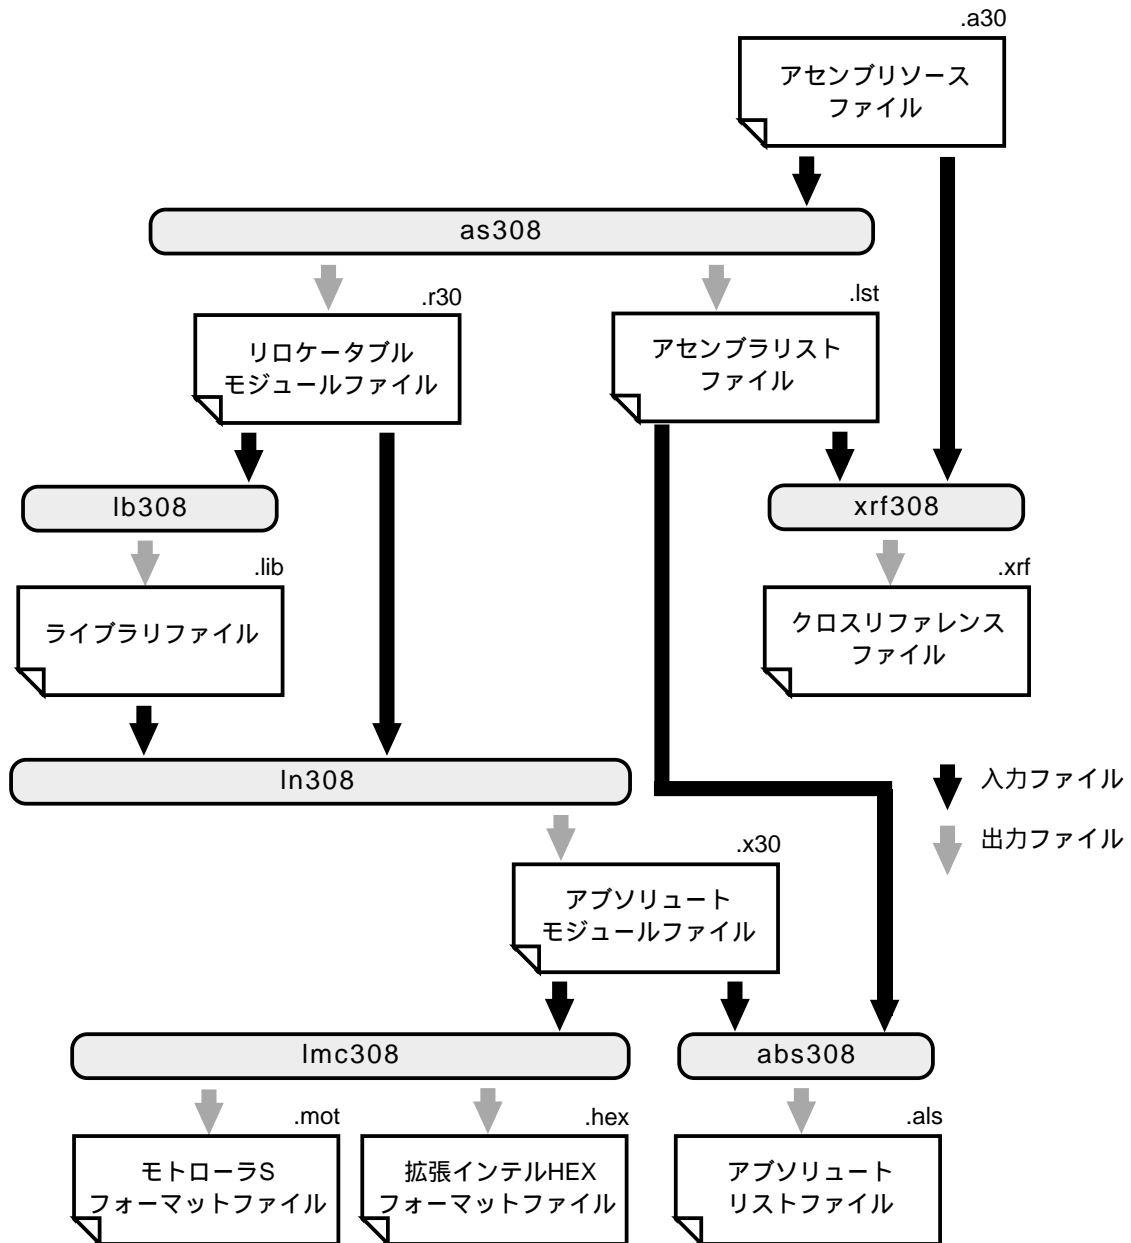 .a30
アセンブリソース
ファイル
as308
.r30
.lst
リロケータブル
モジュールファイル
アセンブラリスト
ファイル
lb308
xrf308
.lib
.xrf
ライブラリファイル
クロスリファレンス
ファイル
ln308
入力ファイル
出力ファイル
.x30
アブソリュート
モジュールファイル
lmc308
abs308
.mot
.hex
.als
モトローラS
フォーマットファイル
拡張インテルHEX
フォーマットファイル
アブソリュート
リストファイル